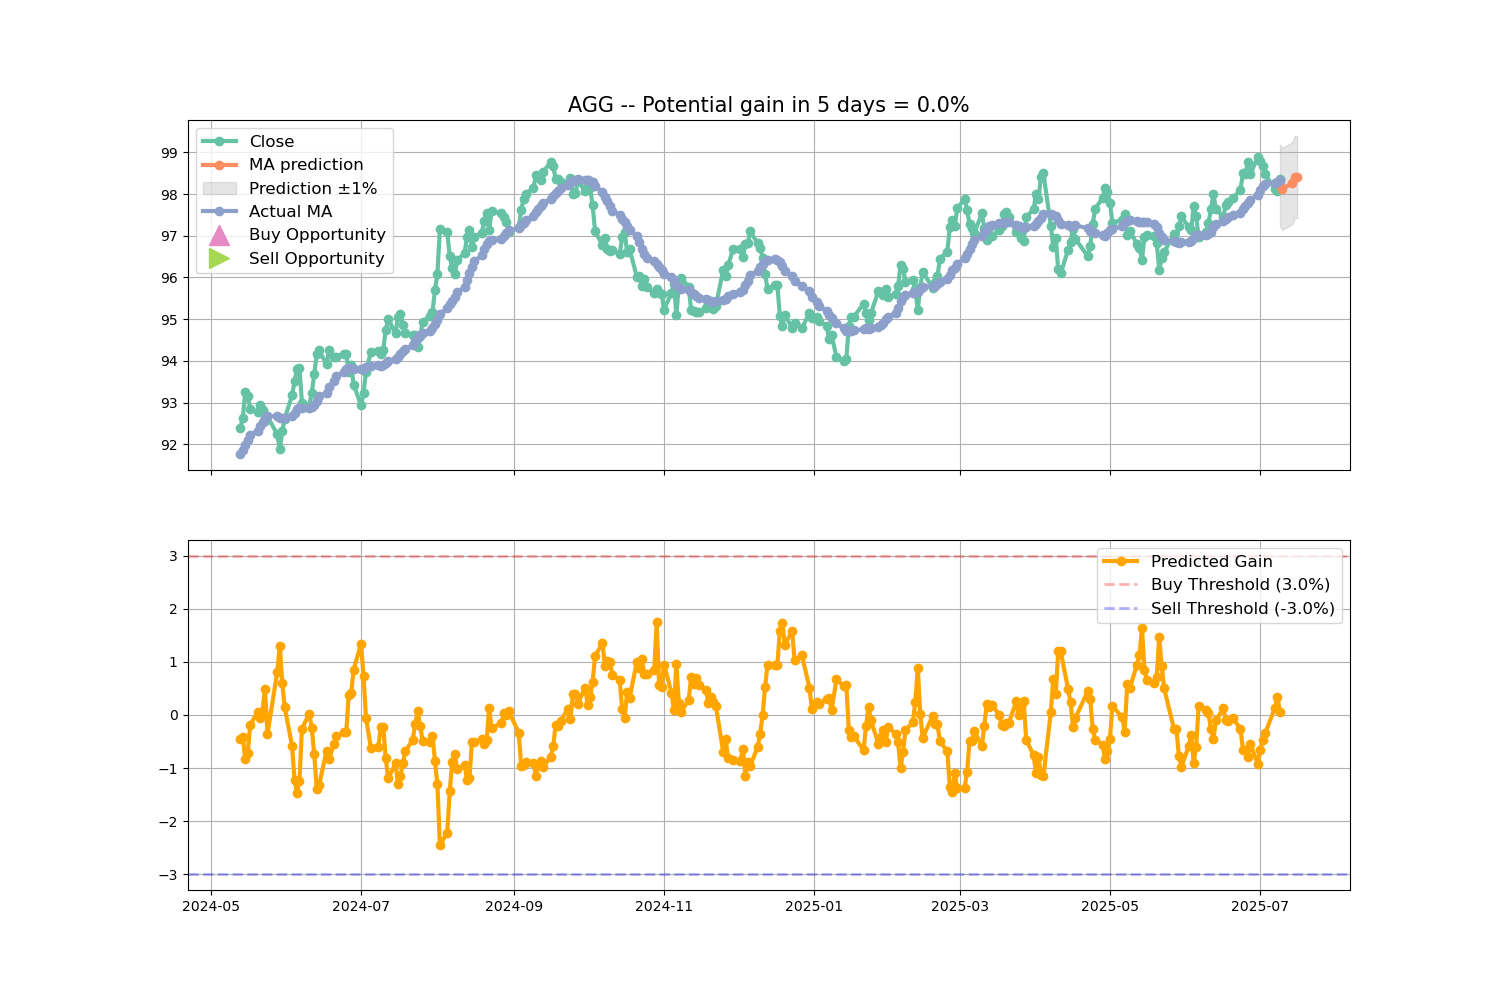 AGG -- Potential gain in 5 days = 0.0%
Close
MA prediction
Prediction ±1%
Actual MA
Buy Opportunity
Sell Opportunity
99
98
97
96
95
94
93
92
Predicted Gain
Buy Threshold (3.0%)
Sell Threshold (-3.0%)
3
2
1
0
−1
−2
−3
2024-05 2024-07 2024-09 2024-11 2025-01 2025-03 2025-05 2025-07